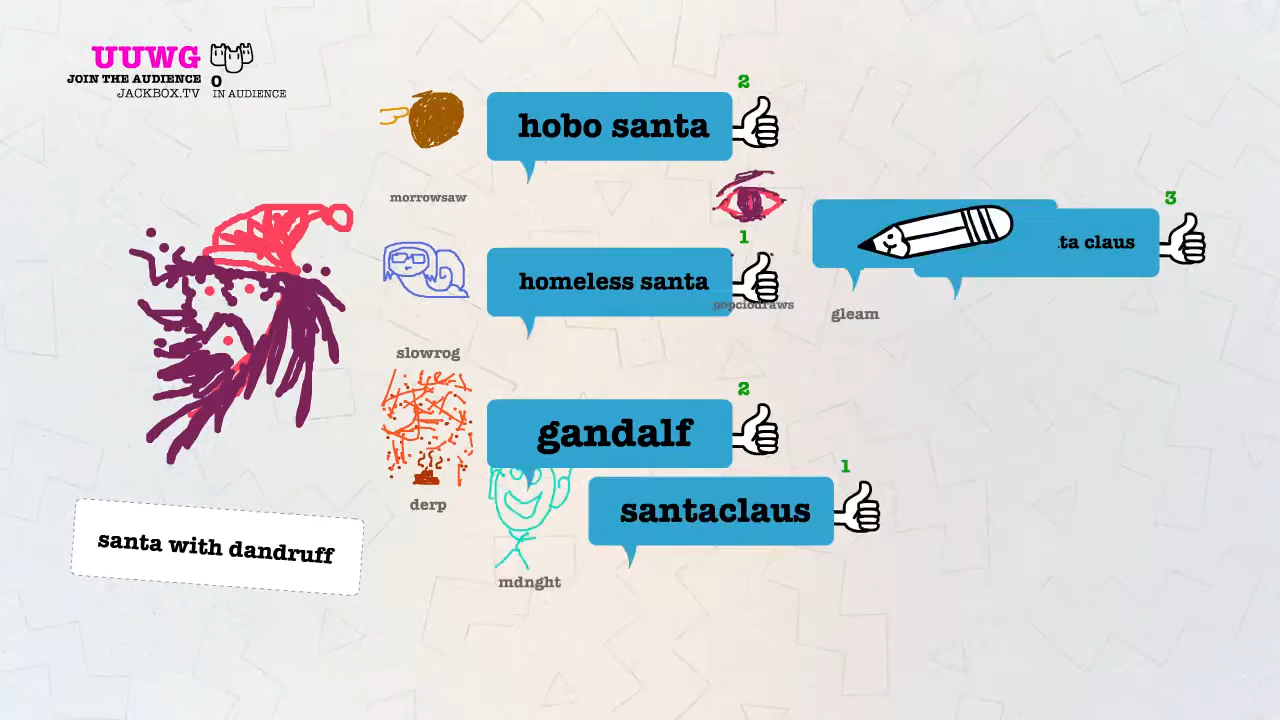 UUWG
JOIN THE AUDIENCE
JACKBOX.TV
0
IN AUDIENCE
2
hobo santa
morrowsaw
1
homeless santa
popclodraws
slowrog
3
claus
gleam
2
gandalf
derp
1
santaclaus
mdnght
santa with dandruff